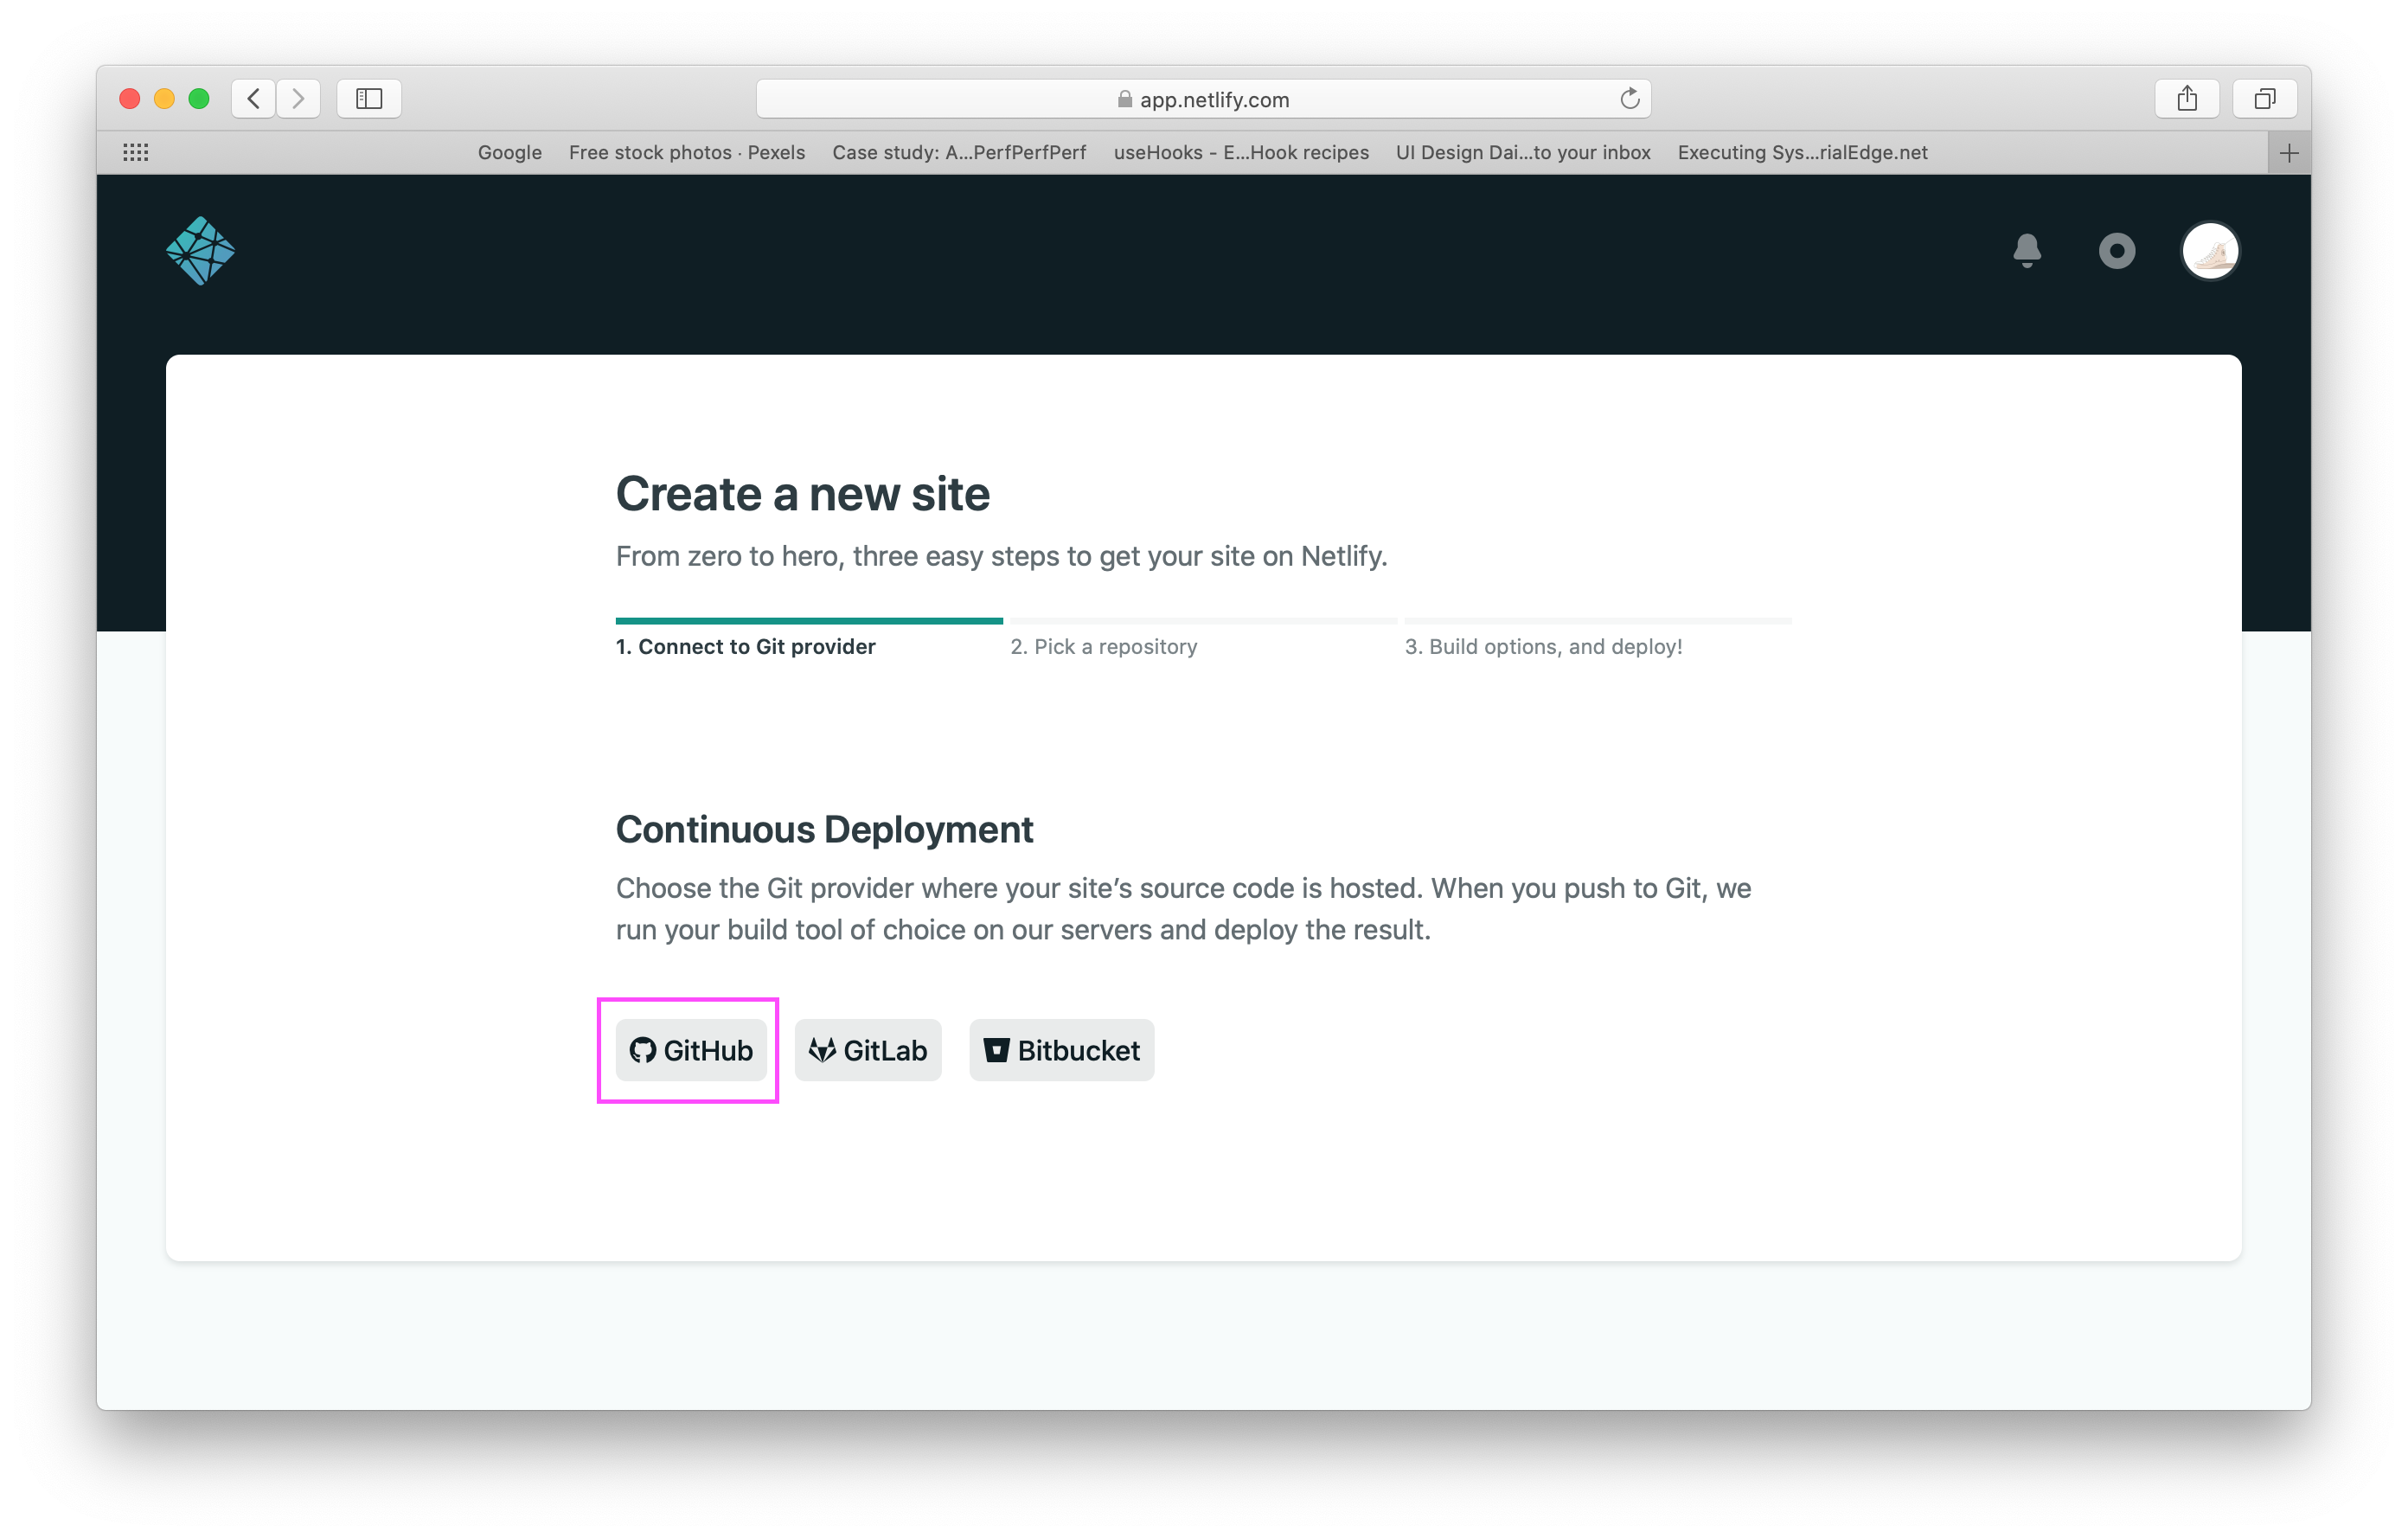 app.netlify.com
Google
Free stock photos · Pexels
Case study: A...PerfPerfPerf
useHooks - E...Hook recipes
UI Design Dai...to your inbox
Executing Sys...rialEdge.net
Create a new site
From zero to hero, three easy steps to get your site on Netlify.
1. Connect to Git provider
2. Pick a repository
3. Build options, and deploy!
Continuous Deployment
Choose the Git provider where your site’s source code is hosted. When you push to Git, we
run your build tool of choice on our servers and deploy the result.
GitHub
GitLab
Bitbucket